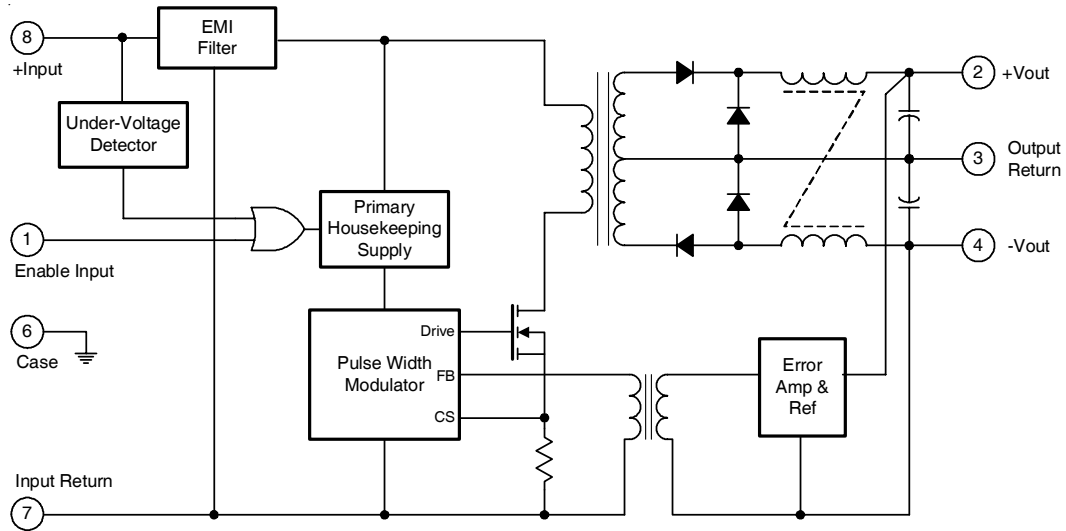 8
+Input
EMI
Filter
Under-Voltage
Detector
1
Enable Input
Primary
Housekeeping
Supply
6
Case
Drive
Pulse Width
Modulator
FB
CS
Input Return
7
2
+Vout
3
Output
Return
4
-Vout
Error
Amp &
Ref